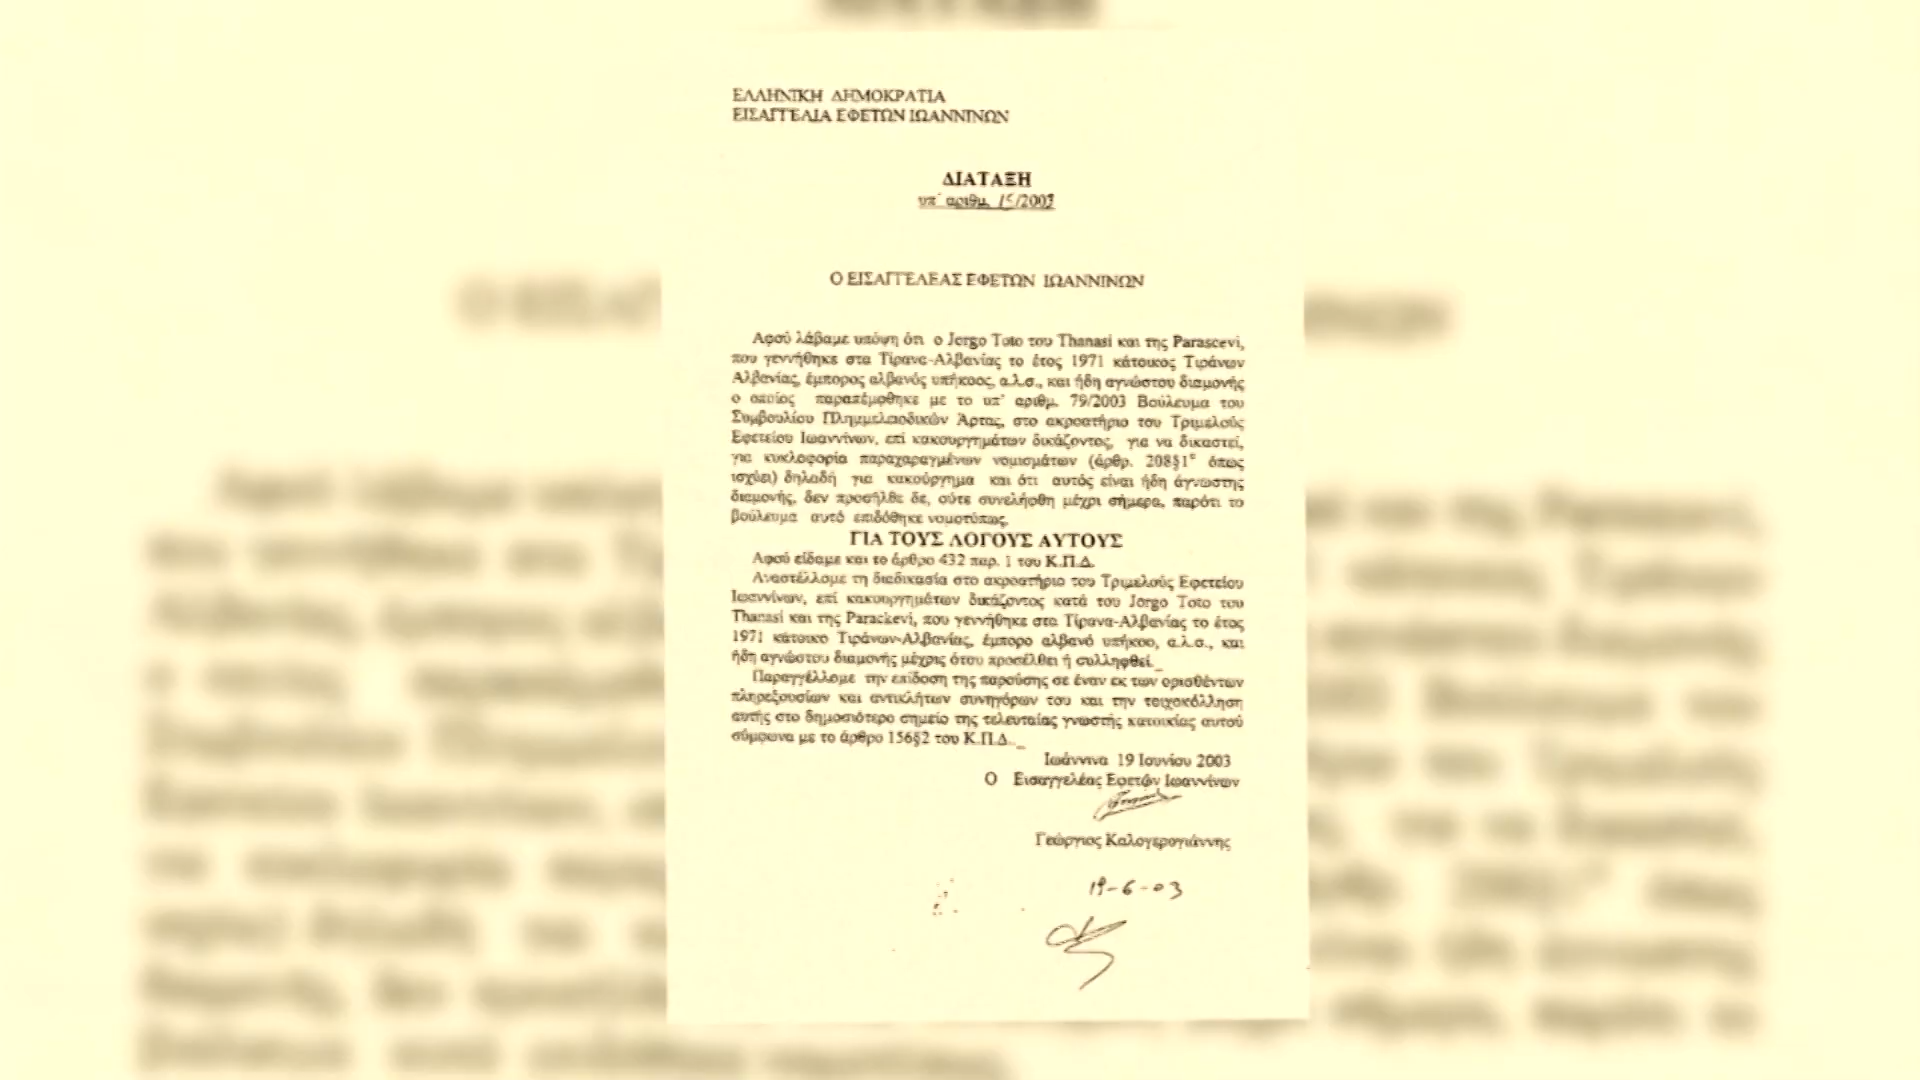 ΕΛΛΗΝΙΚΗ ΔΗΜΟΚΡΑΤΙΑ
ΕΙΣΑΓΓΕΛΙΑ ΕΦΕΤΩΝ ΙΩΑΝΝΙΝΩΝ
ΔΙΑΤΑΞΗ
υπ΄ αριθμ. 15/2003
Ο ΕΙΣΑΓΓΕΛΕΑΣ ΕΦΕΤΩΝ ΙΩΑΝΝΙΝΩΝ
Αφού λάβαμε υπόψη ότι ο Jorgo Toto του Thanasi και της Parascevi,
που γεννήθηκε στα Τίρανα-Αλβανίας το έτος 1971 κάτοικος Τιράνων
Αλβανίας, έμπορος αλβανός υπήκοος, α.λ.σ., και ήδη αγνώστου διαμονής
ο οποίος παραπέμφθηκε με το υπ' αριθμ. 79/2003 Βούλευμα του
Συμβουλίου Πλημμελειοδικών Άρτας, στο ακροατήριο του Τριμελούς
Εφετείου Ιωαννίνων, επί κακουργημάτων δικάζοντος, για να δικαστεί,
για κυκλοφορία παραχαραγμένων νομισμάτων (άρθρ. 208§1ᵉ όπως
ισχύει) δηλαδή για κακούργημα και ότι αυτός είναι ήδη άγνωστης
διαμονής, δεν προσήλθε δε, ούτε συνελήφθη μέχρι σήμερα, παρότι το
βούλευμα αυτό επιδόθηκε νομοτύπως.
ΓΙΑ ΤΟΥΣ ΛΟΓΟΥΣ ΑΥΤΟΥΣ
Αφού είδαμε και το άρθρο 432 παρ. 1 του Κ.Π.Δ.
Αναστέλλομε τη διαδικασία στο ακροατήριο του Τριμελούς Εφετείου
Ιωαννίνων, επί κακουργημάτων δικάζοντος κατά του Jorgo Toto του
Thanasi και της Parackevi, που γεννήθηκε στα Τίρανα-Αλβανίας το έτος
1971 κάτοικο Τιράνων-Αλβανίας, έμπορο αλβανό υπήκοο, α.λ.σ., και
ήδη αγνώστου διαμονής μέχρις ότου προσέλθει ή συλληφθεί._
Παραγγέλλομε την επίδοση της παρούσης σε έναν εκ των ορισθέντων
πληρεξουσίων και αντικλήτων συνηγόρων του και την τοιχοκόλληση
αυτής στο δημοσιότερο σημείο της τελευταίας γνωστής κατοικίας αυτού
σύμφωνα με το άρθρο 156§2 του Κ.Π.Δ._
Ιωάννινα 19 Ιουνίου 2003
Ο Εισαγγελέας Εφετών Ιωαννίνων
Γεώργιος Καλογερογιάννης
19-6-03